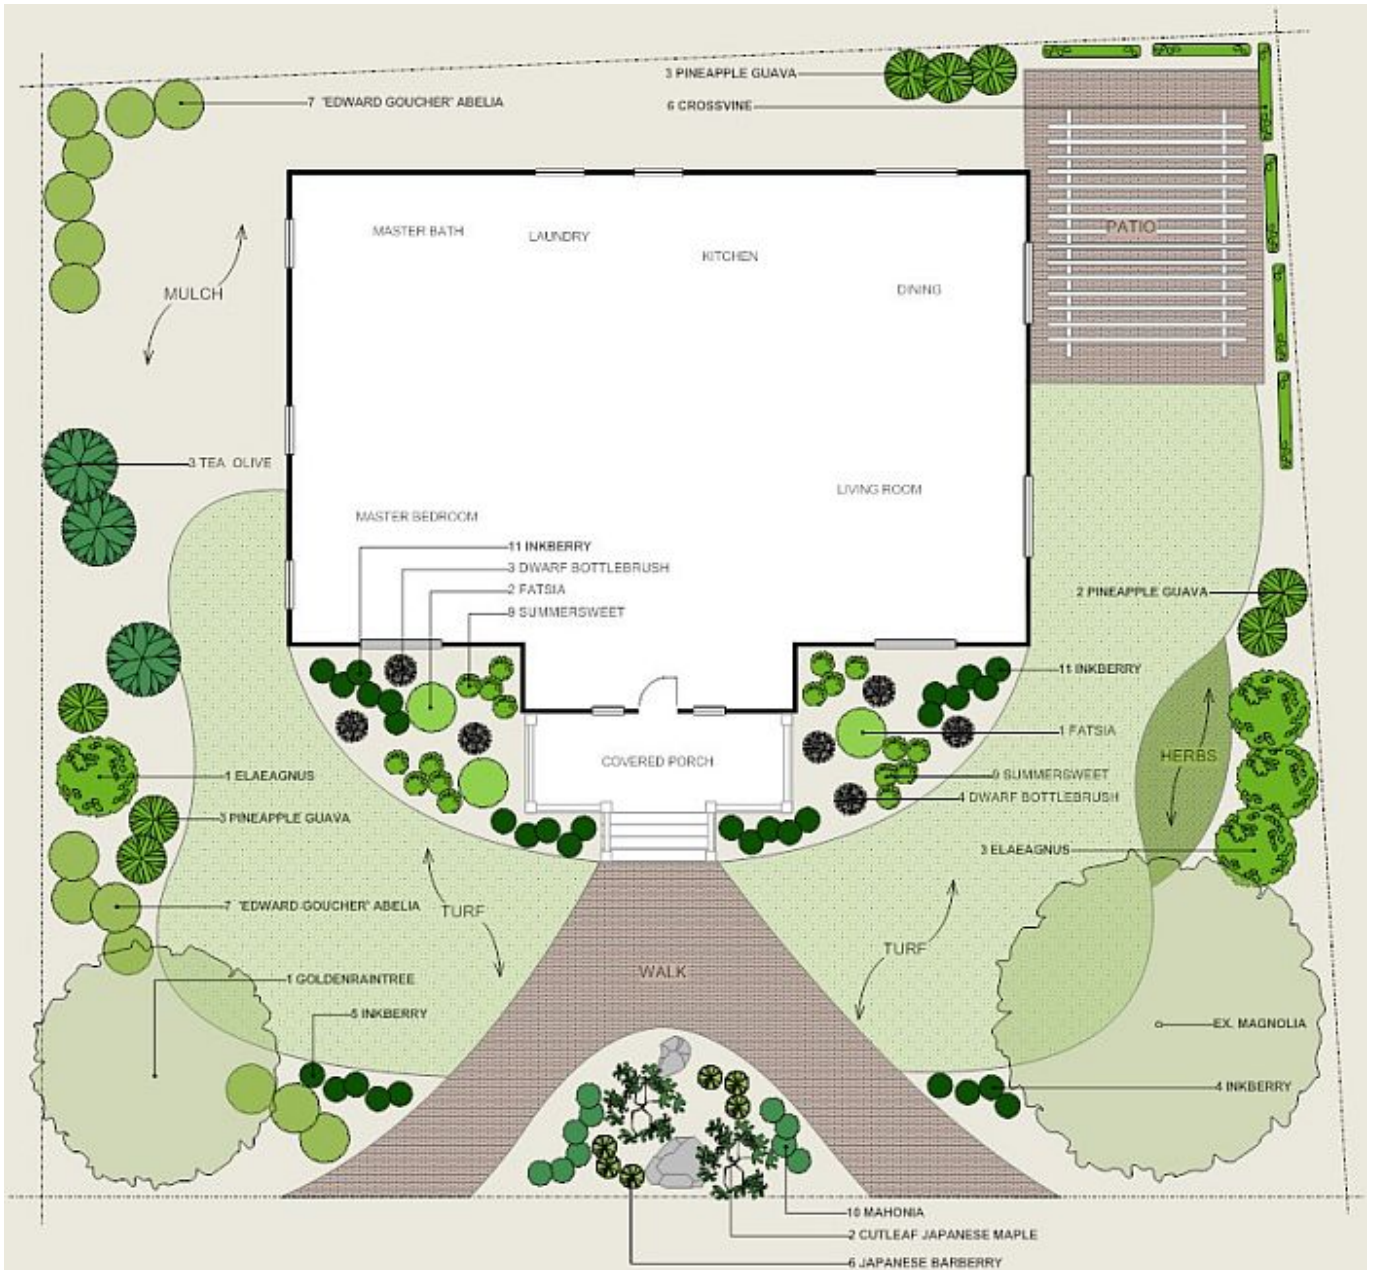 3 PINEAPPLE GUAVA
7 "EDWARD GOUCHER" ABELIA
6 CROSSVINE
PATIO
MASTER BATH
LAUNDRY
KITCHEN
DINING
MULCH
3 TEA OLIVE
LIVING ROOM
MASTER BEDROOM
11 INKBERRY
3 DWARF BOTTLEBRUSH
2 FATSIA
9 SUMMERSWEET
2 PINEAPPLE GUAVA
11 INKBERRY
1 FATSIA
HERBS
COVERED PORCH
1 ELAEAGNUS
9 SUMMERSWEET
4 DWARF BOTTLEBRUSH
3 PINEAPPLE GUAVA
3 ELAEAGNUS
7 "EDWARD GOUCHER" ABELIA
TURF
TURF
WALK
1 GOLDENRAINTREE
5 INKBERRY
EX. MAGNOLIA
4 INKBERRY
10 MAHONIA
2 CUTLEAF JAPANESE MAPLE
6 JAPANESE BARBERRY